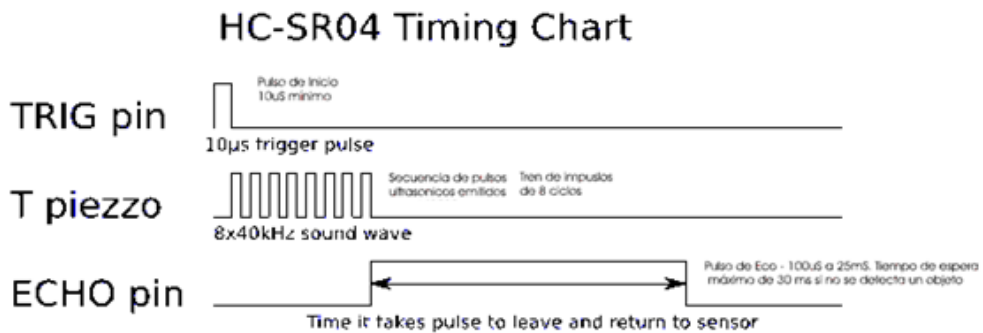 HC-SR04 Timing Chart
Pulso de Inicio
10uS mínimo
TRIG pin
10µs trigger pulse
Secuencia de pulsos
ultrasonicos emitidos
Tren de impuslos
de 8 ciclos
T piezzo
8x40kHz sound wave
Pulso de Eco - 100uS a 25mS. Tiempo de espera
máximo de 30 ms si no se detecta un objeto
ECHO pin
Time it takes pulse to leave and return to sensor